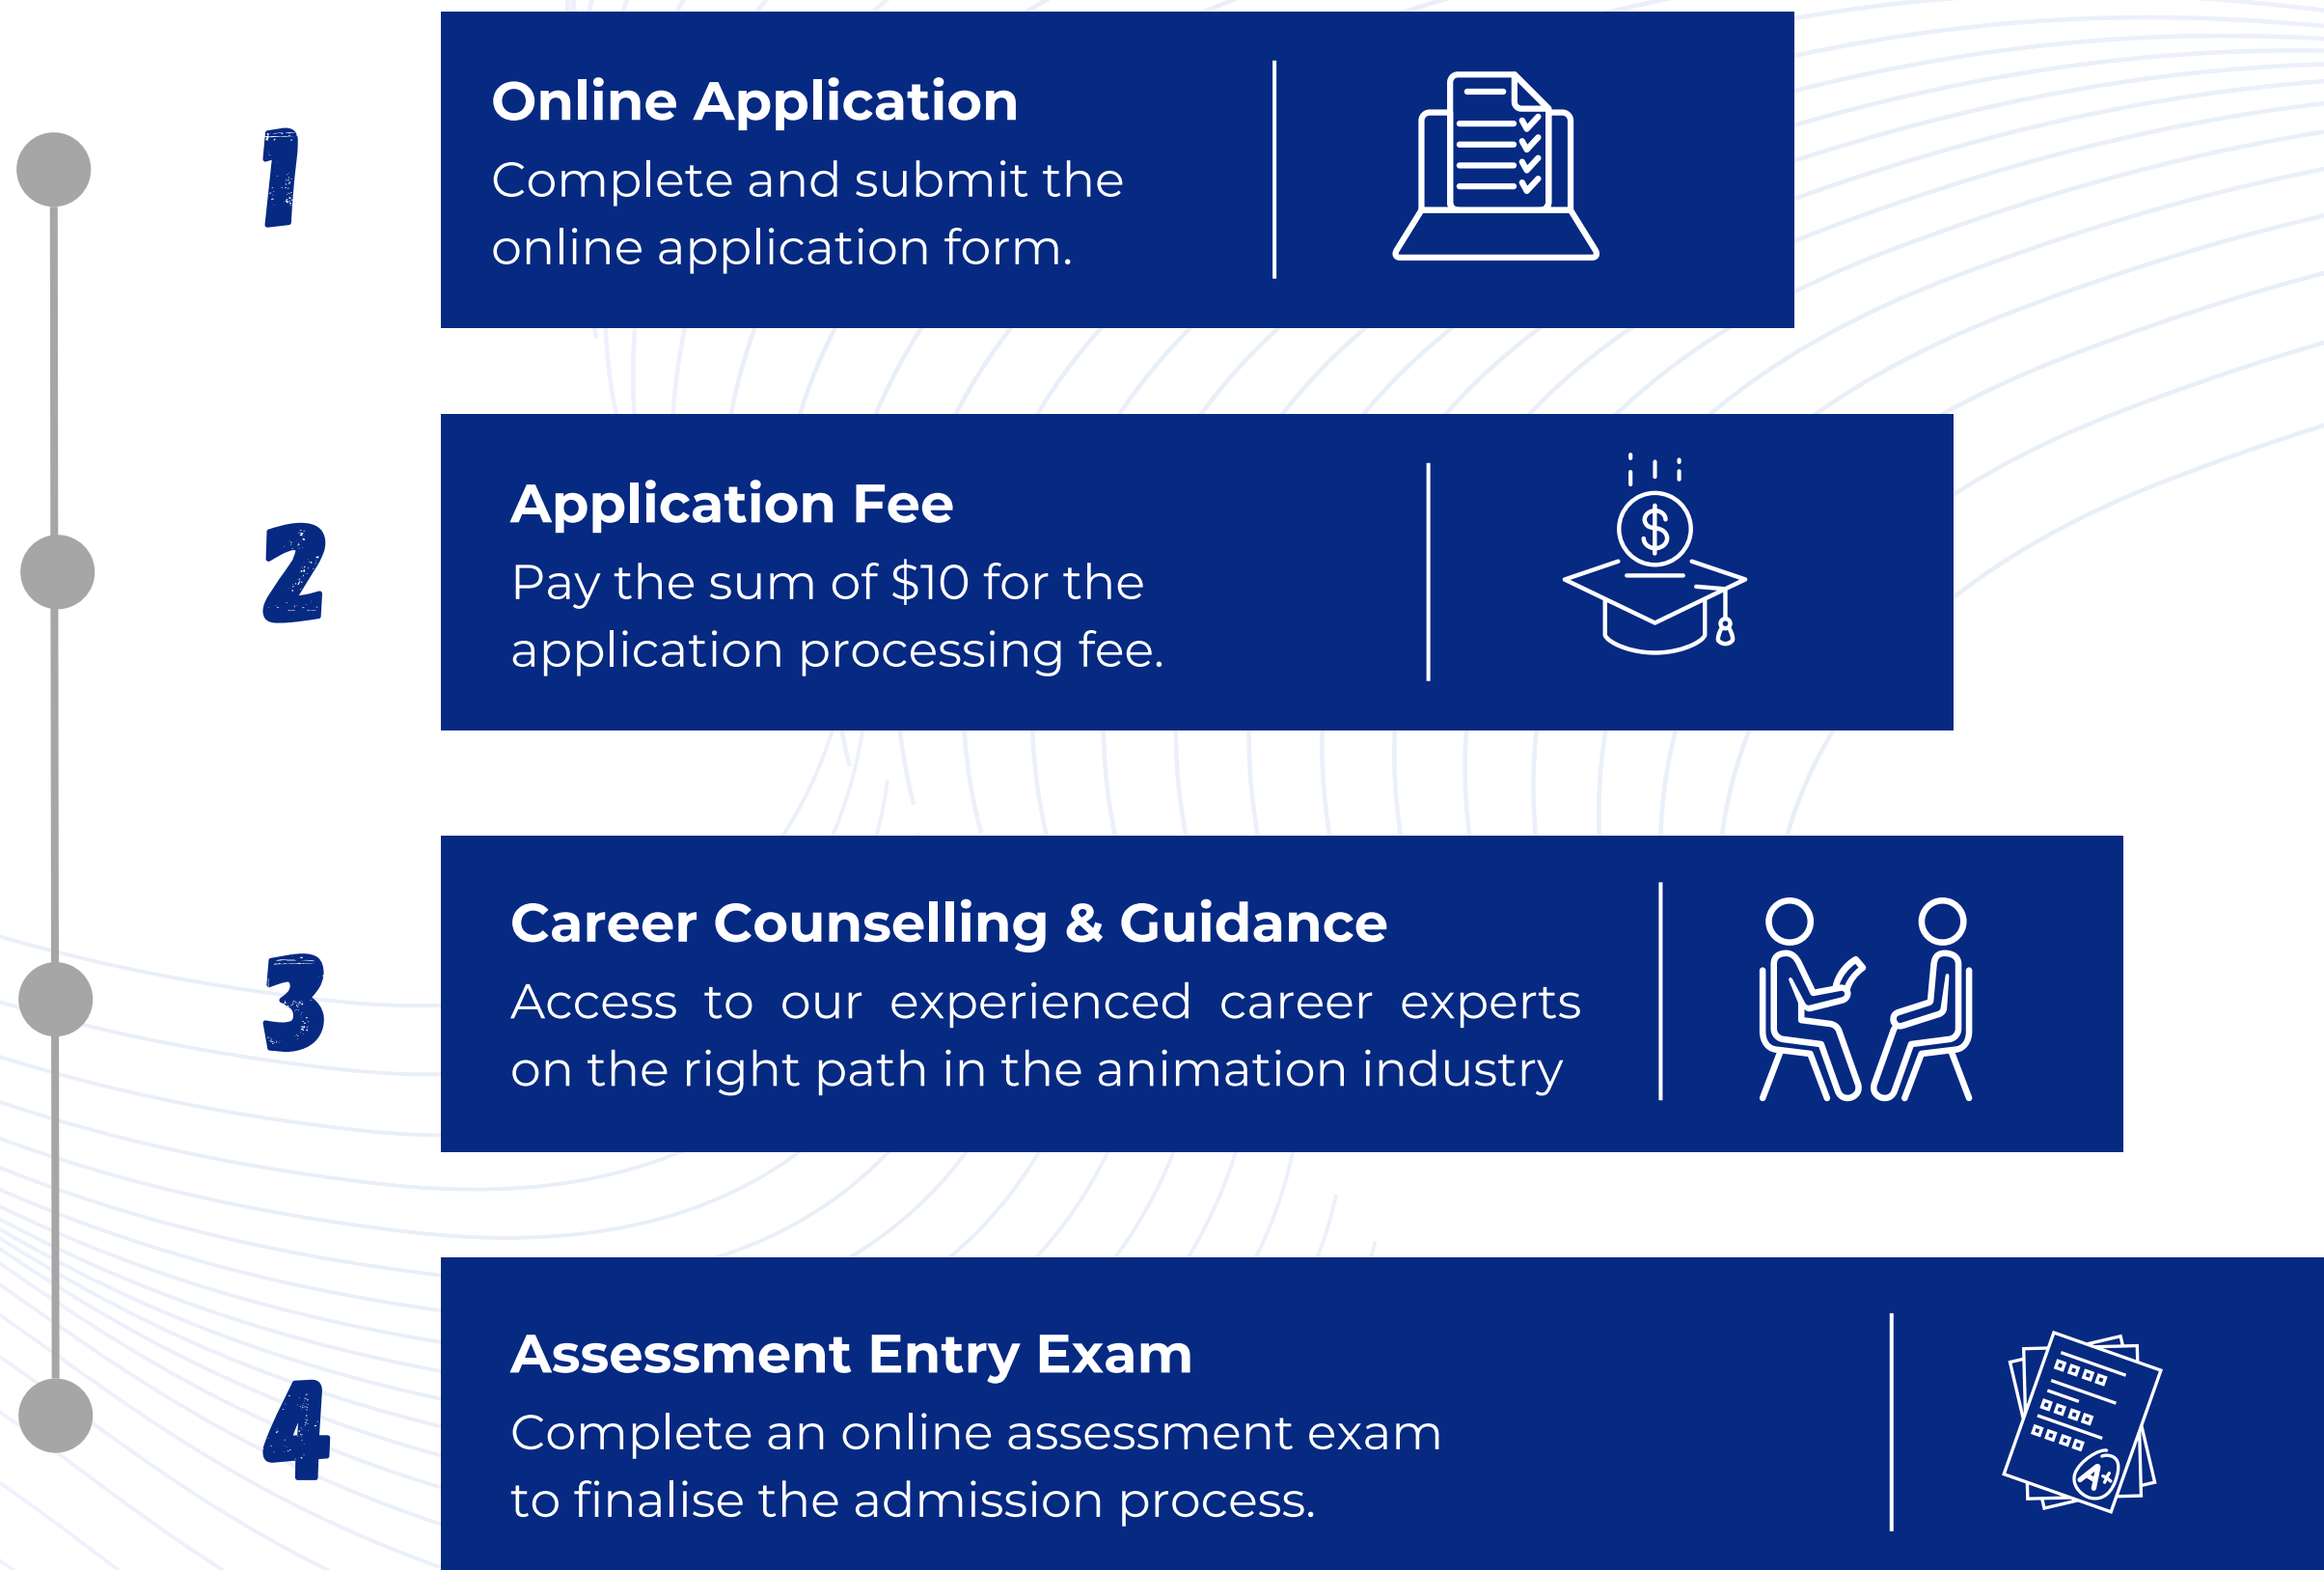 1
Online Application
Complete and submit the
online application form.
2
Application Fee
Pay the sum of $10 for the
application processing fee.
3
Career Counselling & Guidance
Access to our experienced career experts
on the right path in the animation industry
4
Assessment Entry Exam
Complete an online assessment exam
to finalise the admission process.
A+